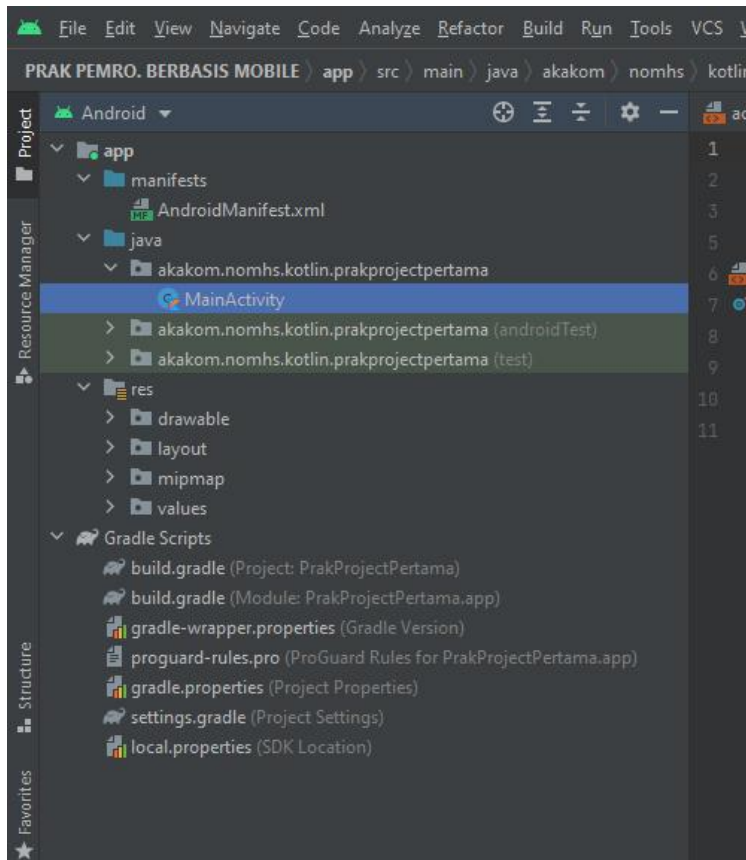 File Edit View Navigate Code Analyze Refactor Build Run Tools VCS
PRAK PEMRO. BERBASIS MOBILE app src main java akakom nomhs
Android
Project
Resource Manager
Structure
Favorites
app
manifests
AndroidManifest.xml
MF
java
akakom.nomhs.kotlin.prakprojectpertama
MainActivity
akakom.nomhs.kotlin.prakprojectpertama (androidTest)
akakom.nomhs.kotlin.prakprojectpertama (test)
res
drawable
layout
mipmap
values
Gradle Scripts
build.gradle (Project: PrakProjectPertama)
build.gradle (Module: PrakProjectPertama.app)
gradle-wrapper.properties (Gradle Version)
proguard-rules.pro (ProGuard Rules for PrakProjectPertama.app)
gradle.properties (Project Properties)
settings.gradle (Project Settings)
local.properties (SDK Location)
1
2
3
5
6
7
8
9
10
11